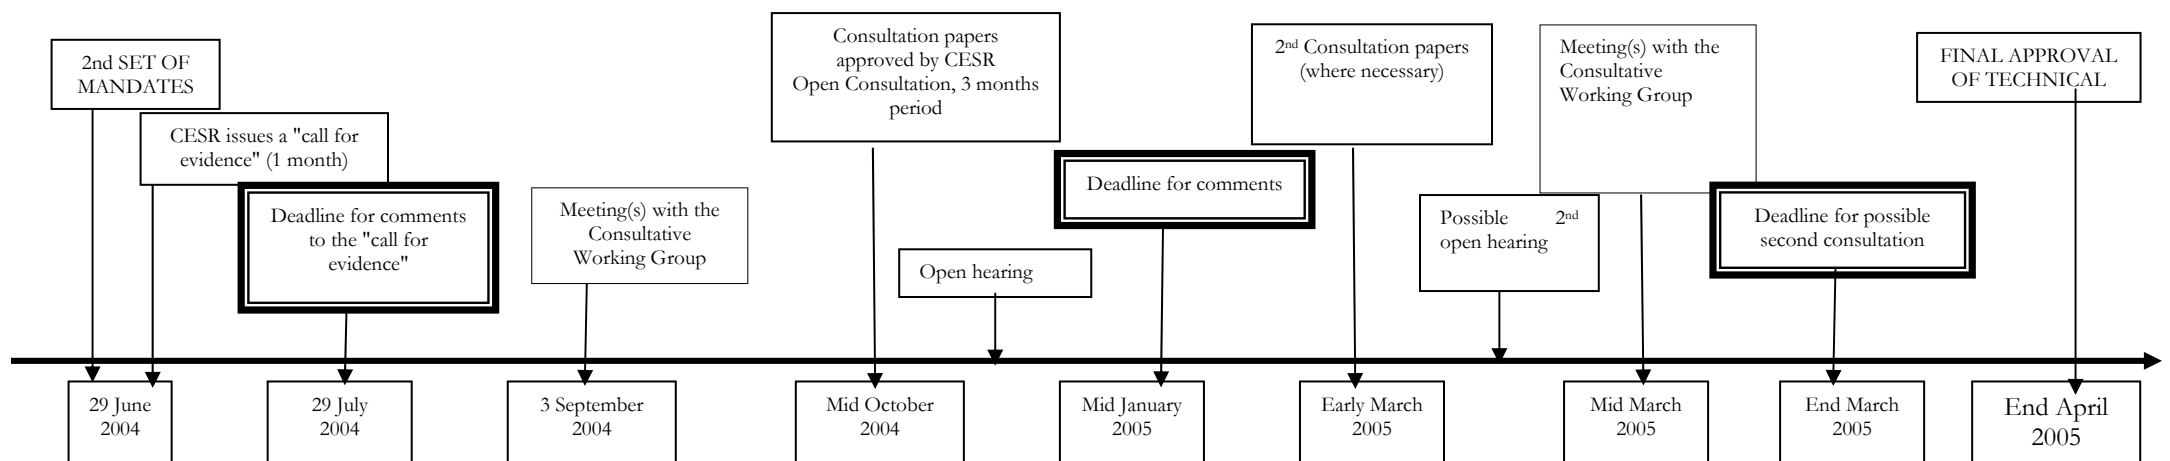 2nd SET OF
MANDATES
CESR issues a "call for
evidence" (1 month)
Deadline for comments
to the "call for
evidence"
Meeting(s) with the
Consultative
Working Group
Consultation papers
approved by CESR
Open Consultation, 3 months
period
Open hearing
Deadline for comments
2nd Consultation papers
(where necessary)
Possible 2nd
open hearing
Meeting(s) with the
Consultative
Working Group
Deadline for possible
second consultation
FINAL APPROVAL
OF TECHNICAL
29 June
2004
29 July
2004
3 September
2004
Mid October
2004
Mid January
2005
Early March
2005
Mid March
2005
End March
2005
End April
2005